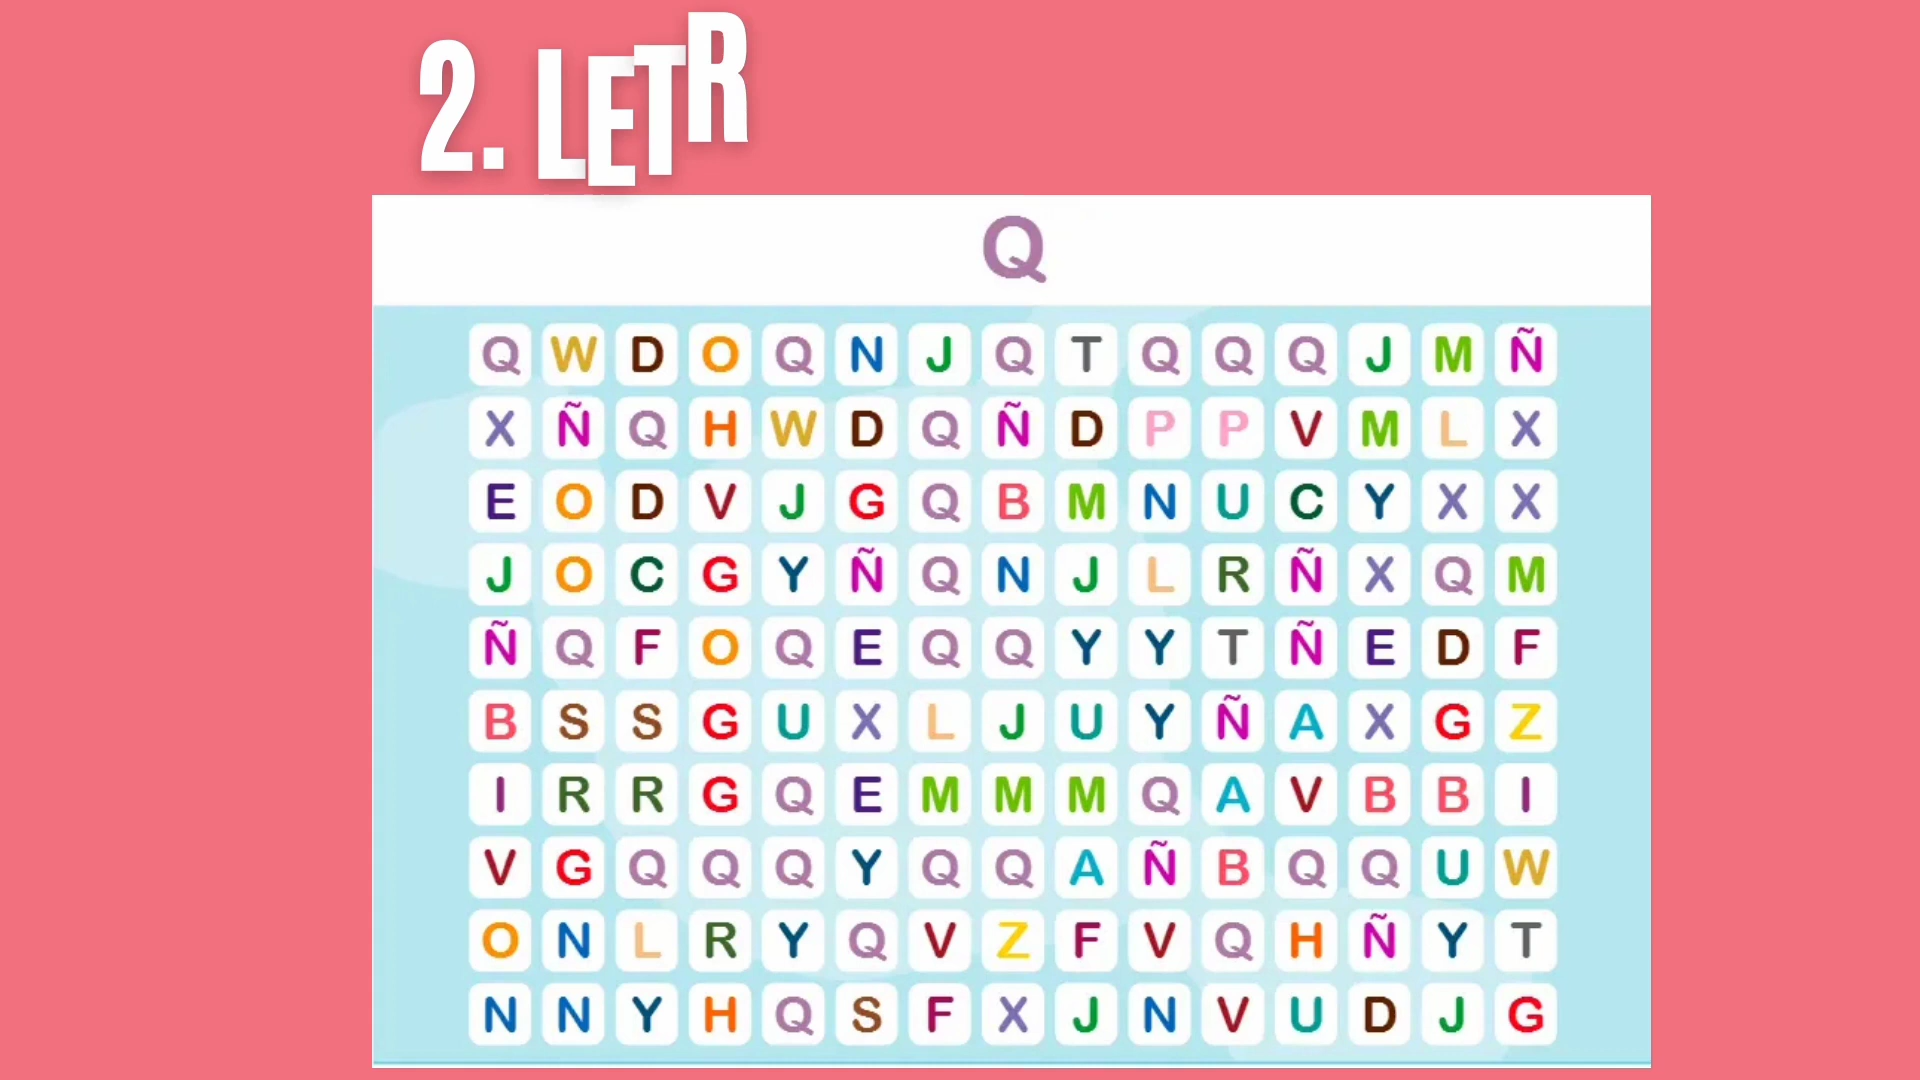 2. LETR
Q
Q W D O Q N J Q T Q Q Q J M Ñ
X Ñ Q H W D Q Ñ D P P V M L X
E O D V J G Q B M N U C Y X X
J O C G Y Ñ Q N J L R Ñ X Q M
Ñ Q F O Q E Q Q Y Y T Ñ E D F
B S S G U X L J U Y Ñ A X G Z
I R R G Q E M M M Q A V B B I
V G Q Q Q Y Q Q A Ñ B Q Q U W
O N L R Y Q V Z F V Q H Ñ Y T
N N Y H Q S F X J N V U D J G